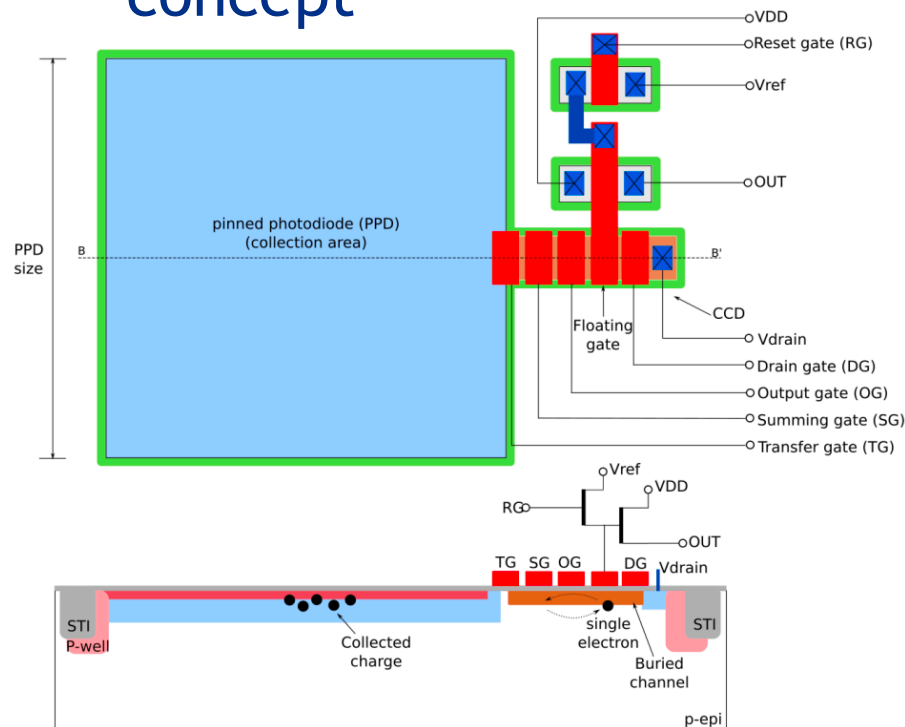 concept
VDD
Reset gate (RG)
Vref
OUT
pinned photodiode (PPD)
(collection area)
PPD
size
B
B'
CCD
Floating
gate
Vdrain
Drain gate (DG)
Output gate (OG)
Summing gate (SG)
Transfer gate (TG)
Vref
VDD
RG
OUT
TG SG OG DG
Vdrain
STI
P-well
Collected
charge
single
electron
Buried
channel
STI
p-epi